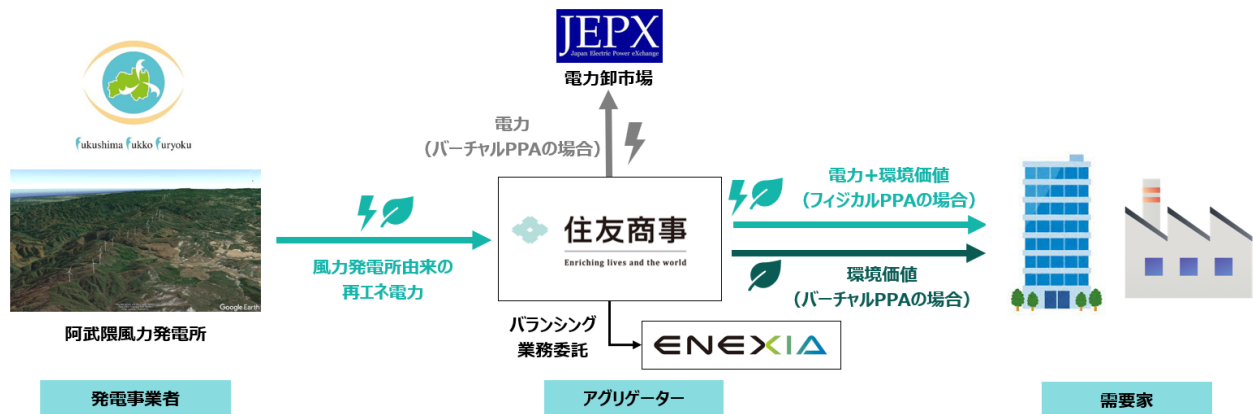 JEPX
Japan Electric Power eXchange
電力卸市場
Fukushima Fukko Furyoku
電力
（バーチャルPPAの場合）
Google Earth
阿武隈風力発電所
風力発電所由来の
再エネ電力
住友商事
Enriching lives and the world
電力＋環境価値
（フィジカルPPAの場合）
環境価値
（バーチャルPPAの場合）
バランシング
業務委託
ENEXIA
発電事業者
アグリゲーター
需要家